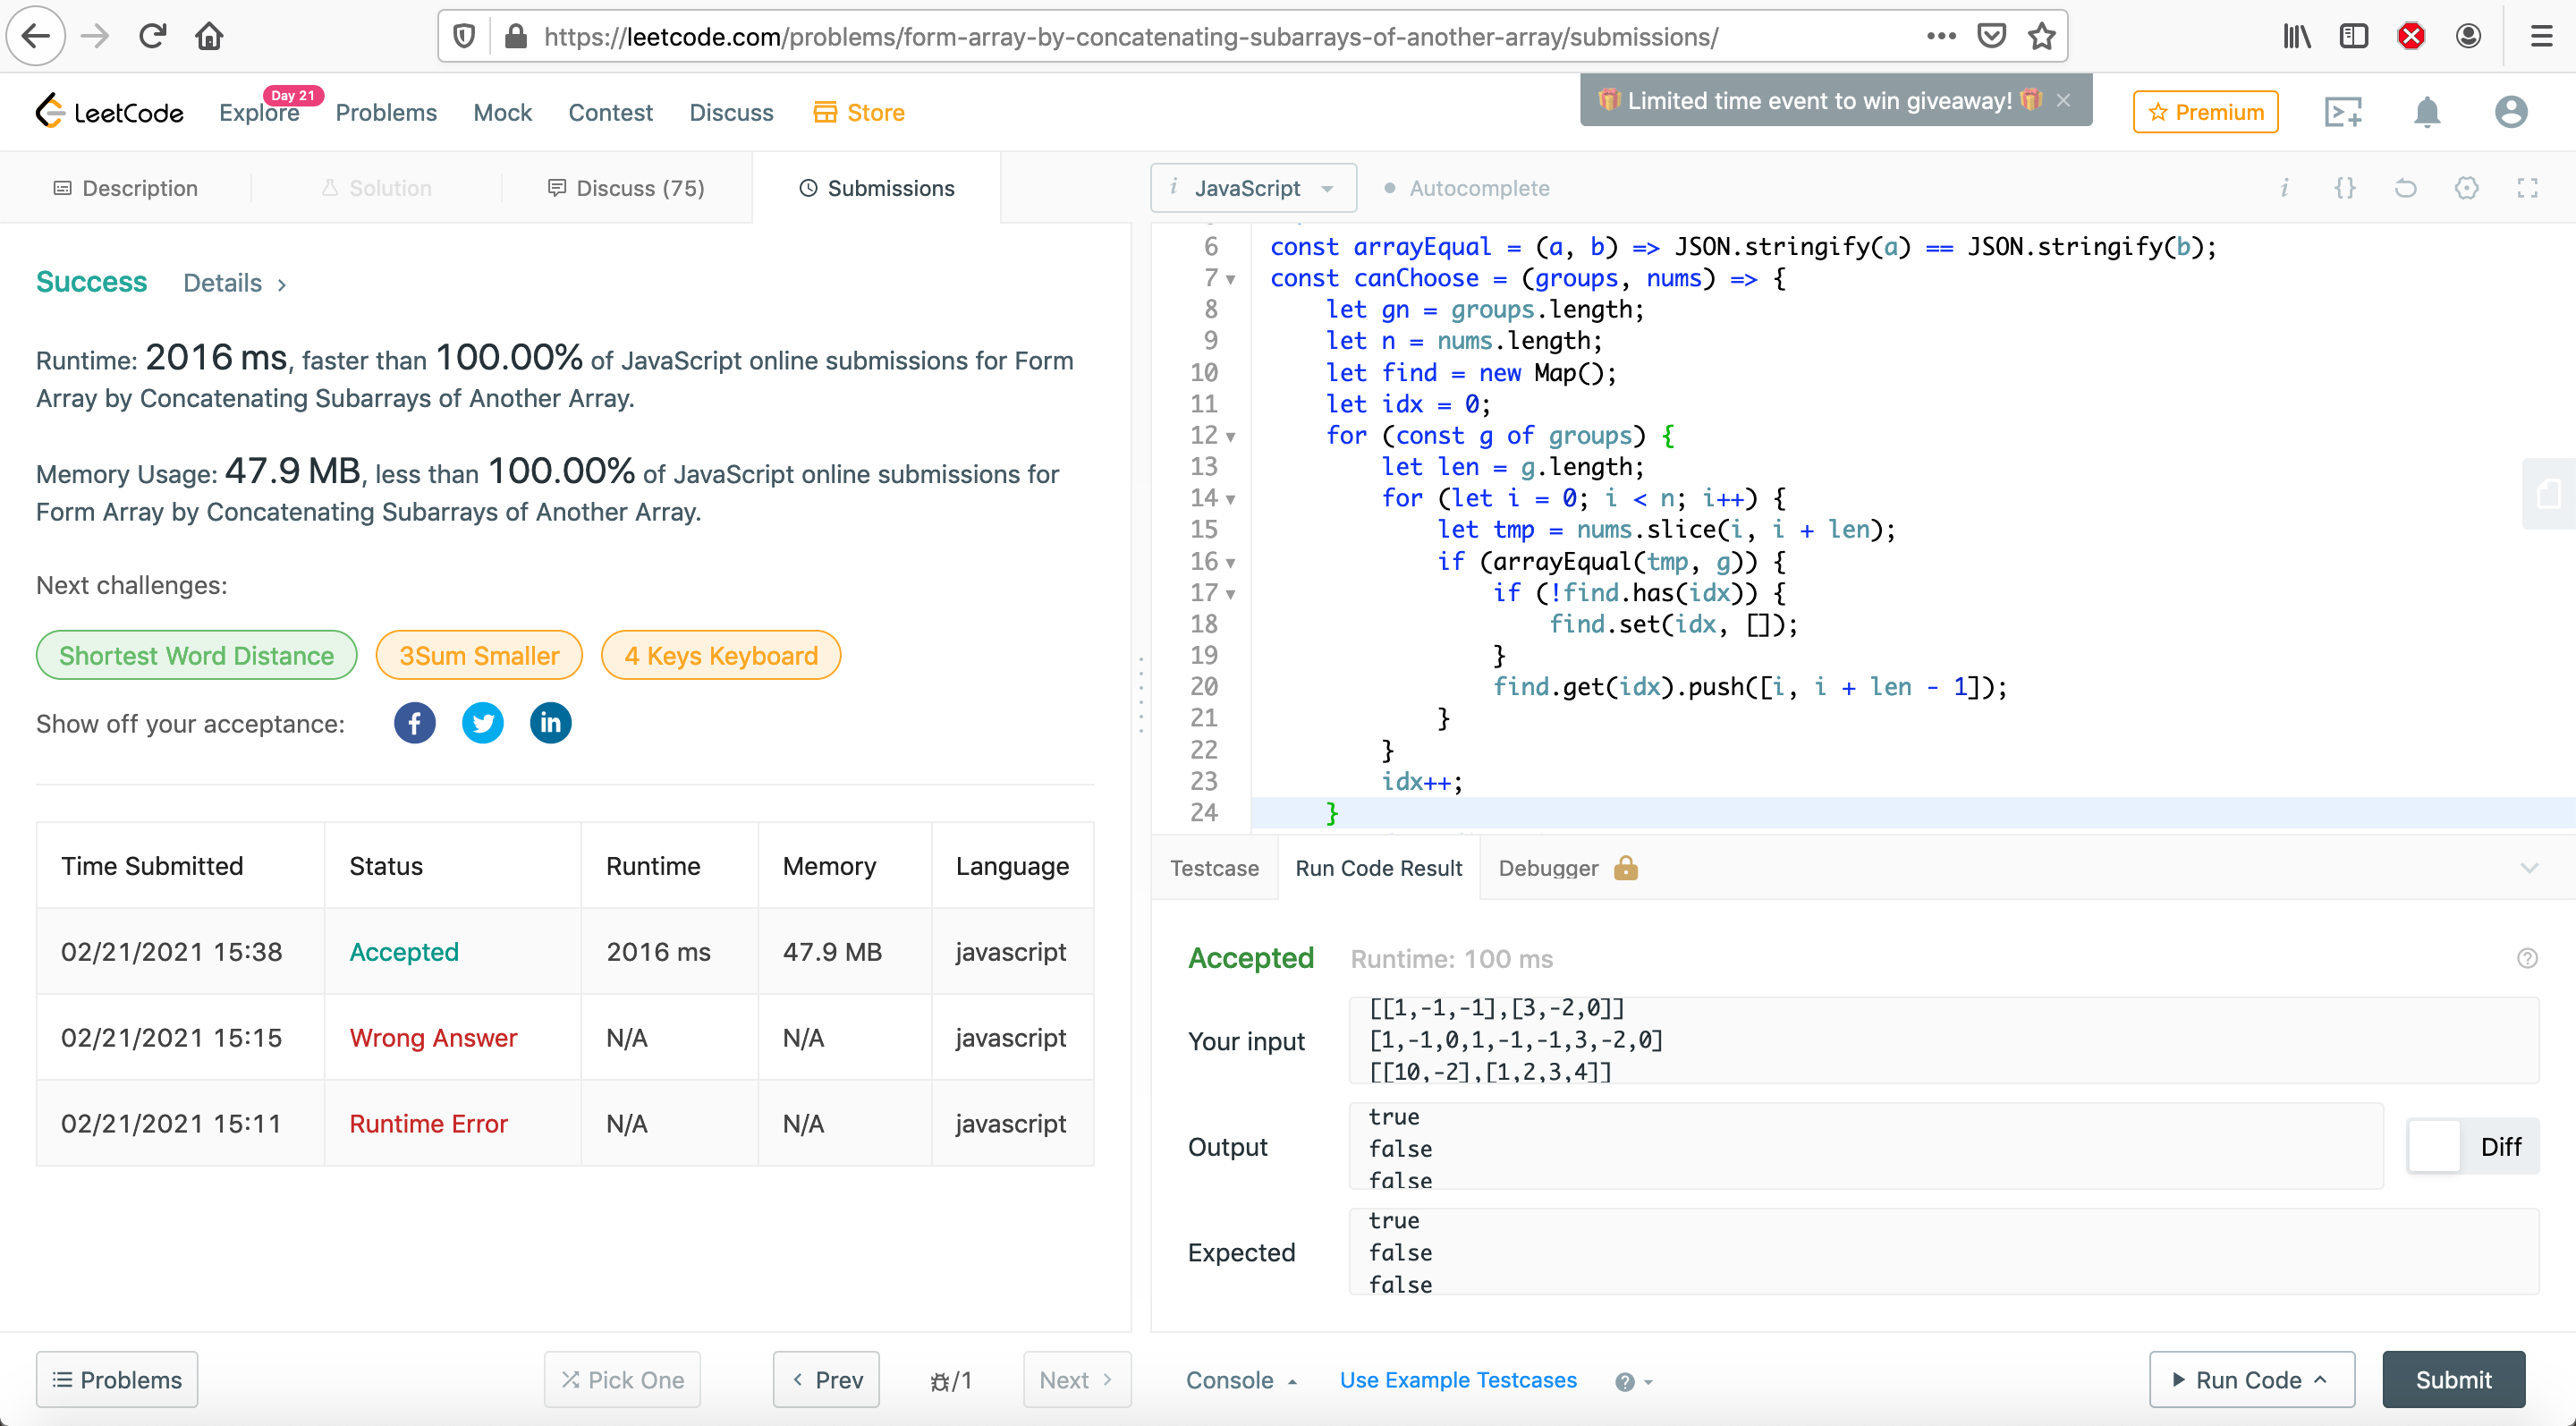 https://leetcode.com/problems/form-array-by-concatenating-subarrays-of-another-array/submissions/
LeetCode
Explore
Day 21
Problems
Mock
Contest
Discuss
Store
Limited time event to win giveaway!
Premium
Description
Solution
Discuss (75)
Submissions
i JavaScript
Autocomplete
Success
Details
Runtime: 2016 ms, faster than 100.00% of JavaScript online submissions for Form
Array by Concatenating Subarrays of Another Array.
Memory Usage: 47.9 MB, less than 100.00% of JavaScript online submissions for
Form Array by Concatenating Subarrays of Another Array.
Next challenges:
Shortest Word Distance
3Sum Smaller
4 Keys Keyboard
Show off your acceptance:
Time Submitted Status Runtime Memory Language
02/21/2021 15:38 Accepted 2016 ms 47.9 MB javascript
02/21/2021 15:15 Wrong Answer N/A N/A javascript
02/21/2021 15:11 Runtime Error N/A N/A javascript
6 const arrayEqual = (a, b) => JSON.stringify(a) == JSON.stringify(b);
7 const canChoose = (groups, nums) => {
8 let gn = groups.length;
9 let n = nums.length;
10 let find = new Map();
11 let idx = 0;
12 for (const g of groups) {
13 let len = g.length;
14 for (let i = 0; i < n; i++) {
15 let tmp = nums.slice(i, i + len);
16 if (arrayEqual(tmp, g)) {
17 if (!find.has(idx)) {
18 find.set(idx, []);
19 }
20 find.get(idx).push([i, i + len - 1]);
21 }
22 }
23 idx++;
24 }
Testcase
Run Code Result
Debugger
Accepted
Runtime: 100 ms
Your input
[[1,-1,-1],[3,-2,0]]
[1,-1,0,1,-1,-1,3,-2,0]
[[10,-2],[1,2,3,4]]
Output
true
false
false
Diff
Expected
true
false
false
Problems
Pick One
Prev
/1
Next
Console
Use Example Testcases
Run Code
Submit